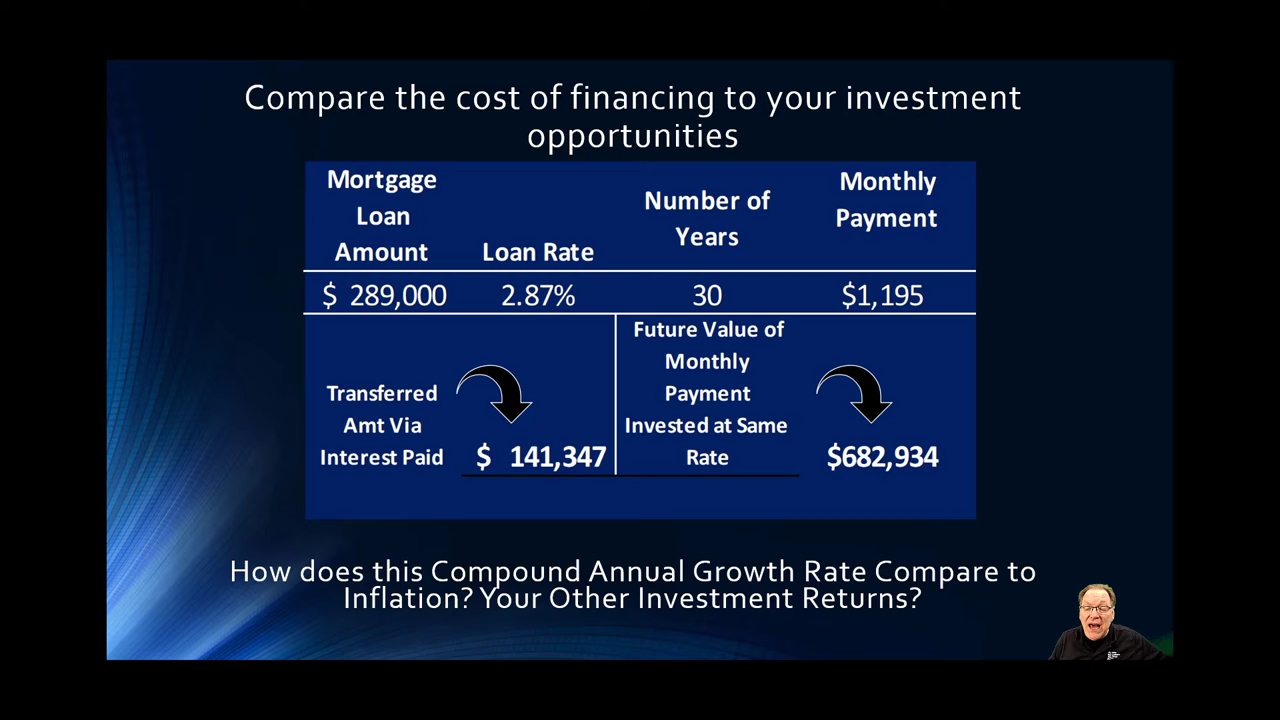 Compare the cost of financing to your investment
opportunities
Mortgage
Loan
Amount
Loan Rate
Number of
Years
Monthly
Payment
$ 289,000
2.87%
30
$1,195
Transferred
Amt Via
Interest Paid
$ 141,347
Future Value of
Monthly
Payment
Invested at Same
Rate
$682,934
How does this Compound Annual Growth Rate Compare to
Inflation? Your Other Investment Returns?